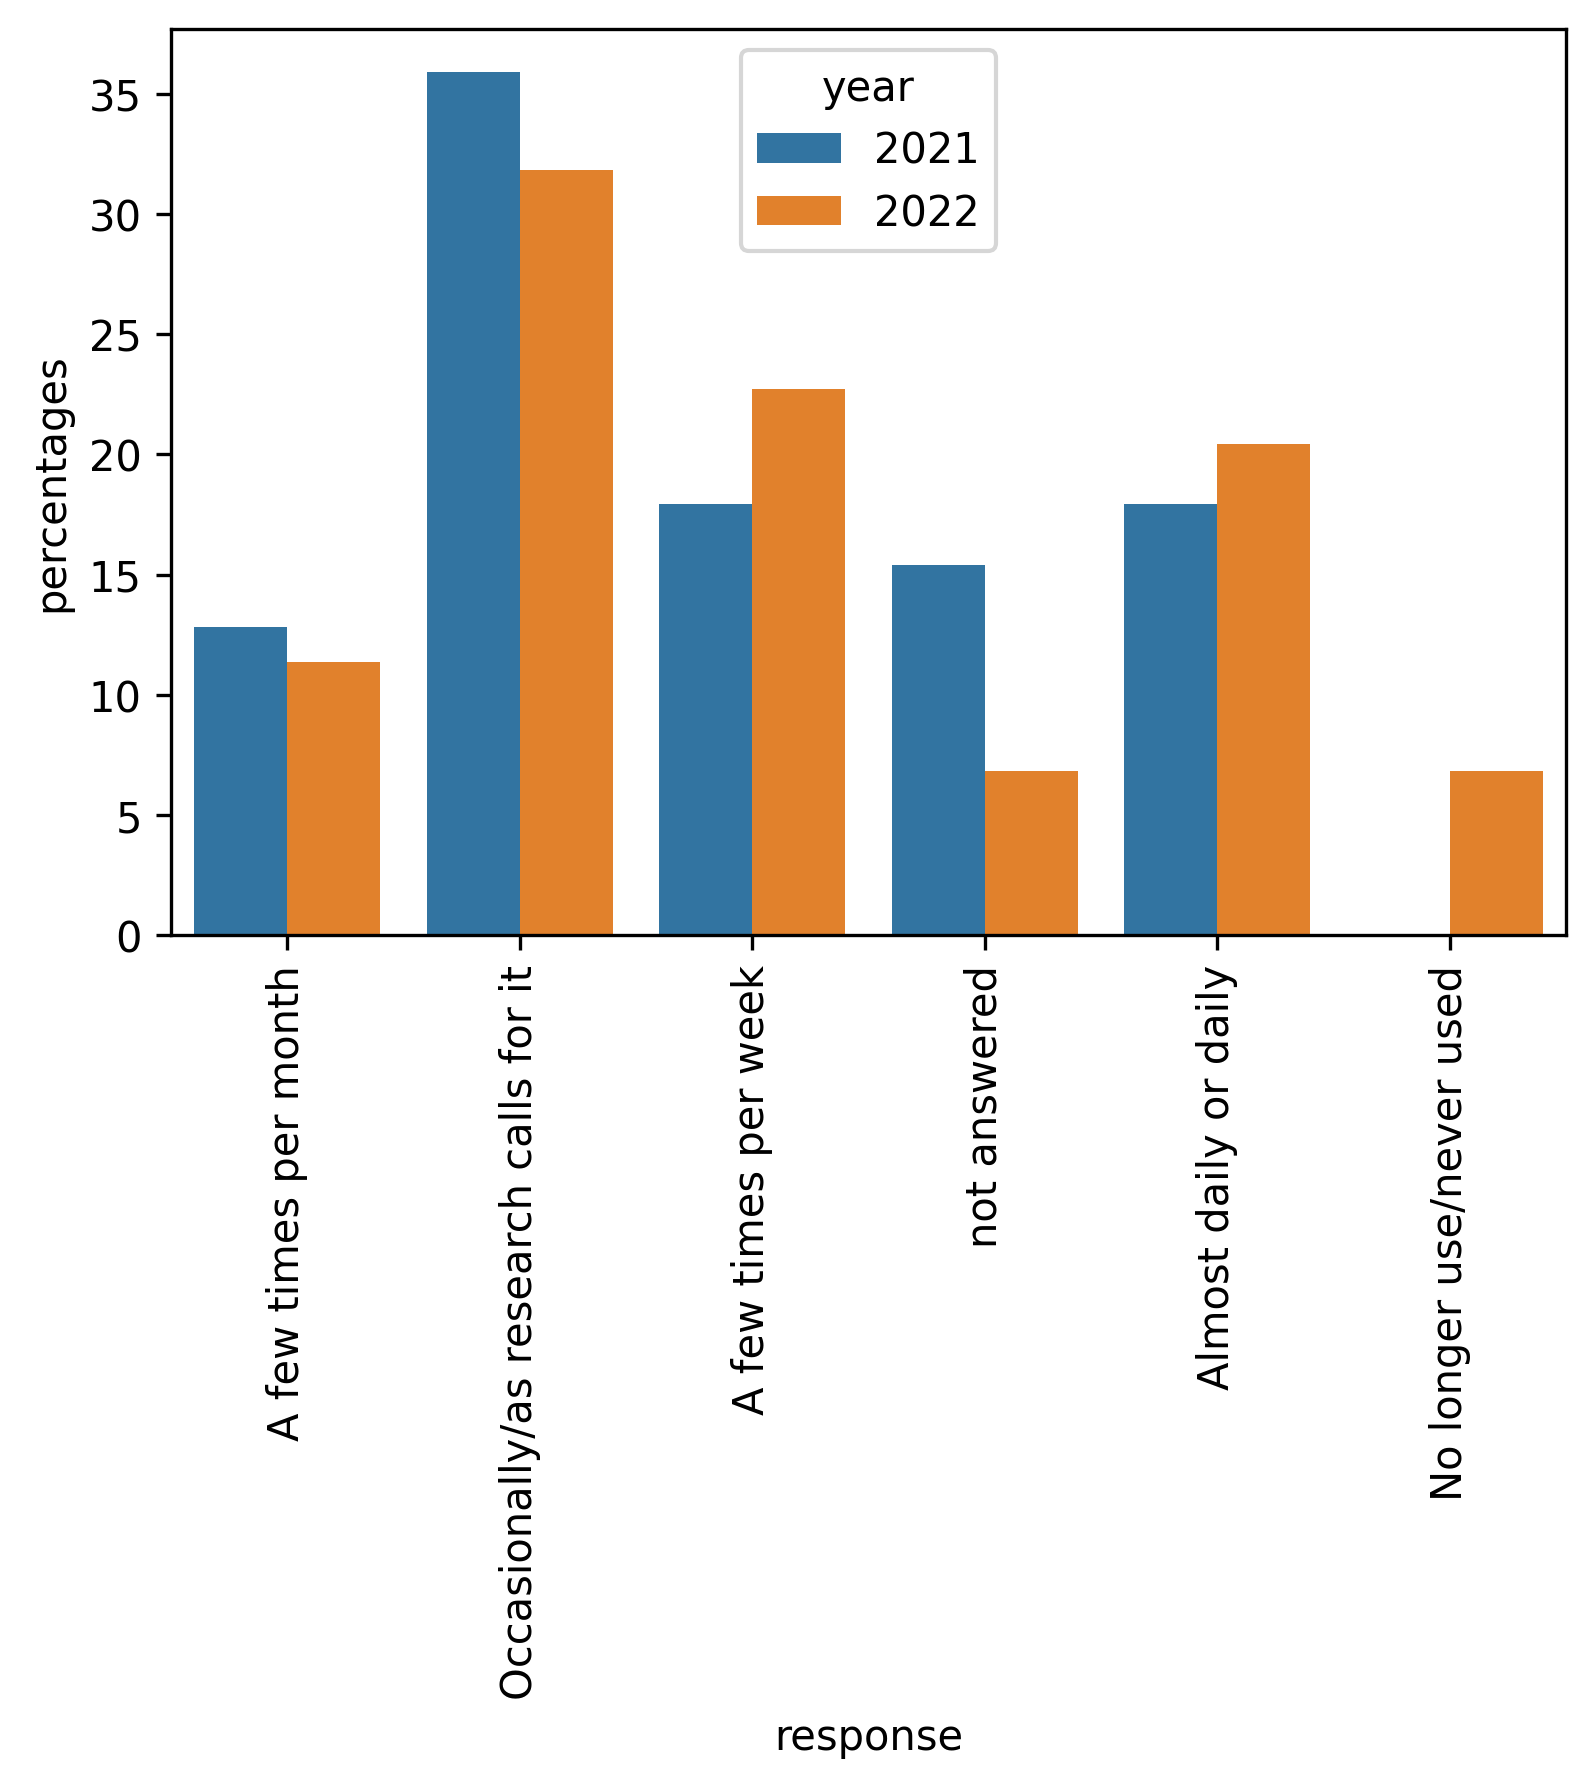 year
2021
2022
35
30
25
20
15
10
5
0
percentages
A few times per month
Occasionally/as research calls for it
A few times per week
not answered
Almost daily or daily
No longer use/never used
response